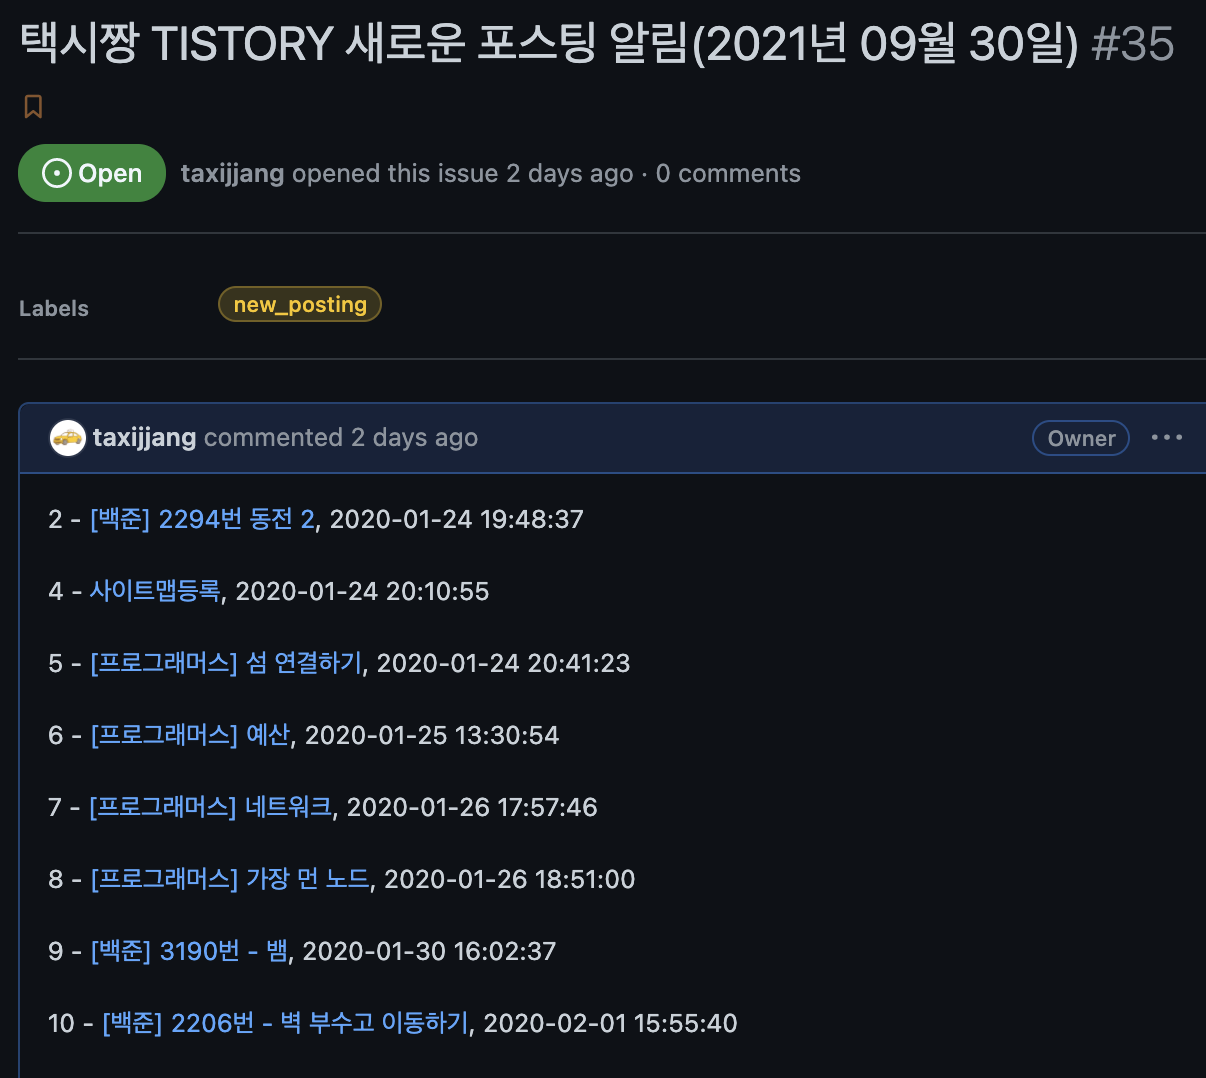 택시짱 TISTORY 새로운 포스팅 알림(2021년 09월 30일) #35
Open taxijjang opened this issue 2 days ago · 0 comments
Labels new_posting
taxijjang commented 2 days ago Owner ...
2 - [백준] 2294번 동전 2, 2020-01-24 19:48:37
4 - 사이트맵등록, 2020-01-24 20:10:55
5 - [프로그래머스] 섬 연결하기, 2020-01-24 20:41:23
6 - [프로그래머스] 예산, 2020-01-25 13:30:54
7 - [프로그래머스] 네트워크, 2020-01-26 17:57:46
8 - [프로그래머스] 가장 먼 노드, 2020-01-26 18:51:00
9 - [백준] 3190번 - 뱀, 2020-01-30 16:02:37
10 - [백준] 2206번 - 벽 부수고 이동하기, 2020-02-01 15:55:40